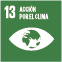 13 ACCIÓN
POR EL CLIMA